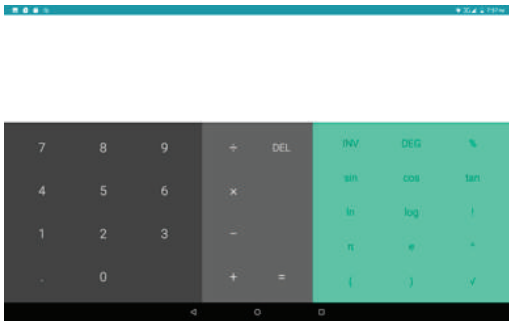 7 8 9 ÷ DEL INV DEG %
4 5 6 × sin cos tan
1 2 3 − ln log !
. 0 + = π e ^
( ) √